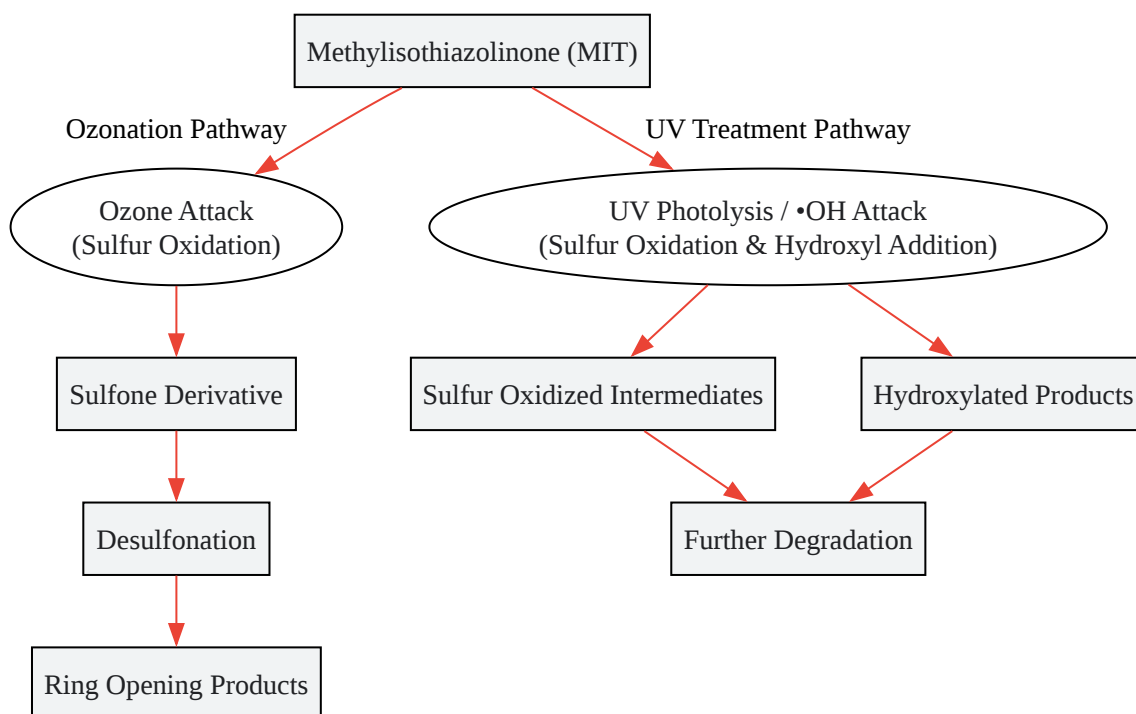 Methylisothiazolinone (MIT)
Ozonation Pathway
UV Treatment Pathway
Ozone Attack
(Sulfur Oxidation)
UV Photolysis / •OH Attack
(Sulfur Oxidation & Hydroxyl Addition)
Sulfone Derivative
Sulfur Oxidized Intermediates
Hydroxylated Products
Desulfonation
Further Degradation
Ring Opening Products